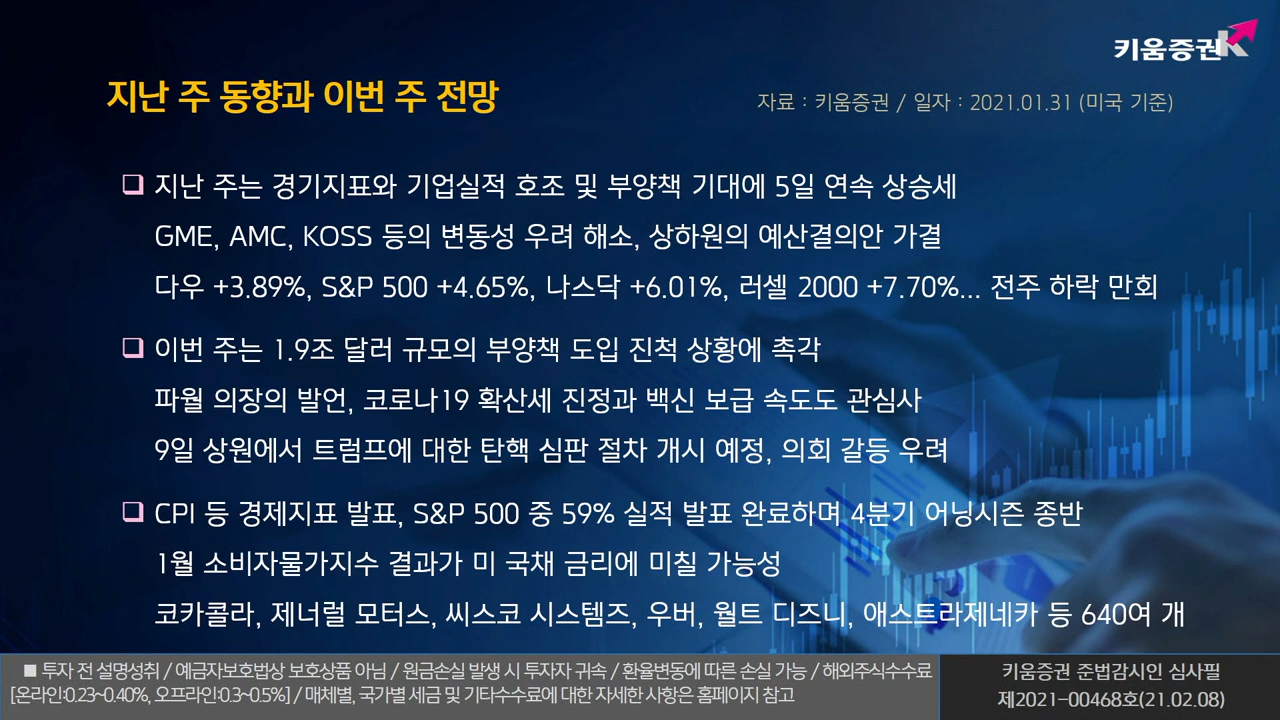 키움증권
지난 주 동향과 이번 주 전망
자료 : 키움증권 / 일자 : 2021.01.31 (미국 기준)
❑ 지난 주는 경기지표와 기업실적 호조 및 부양책 기대에 5일 연속 상승세
GME, AMC, KOSS 등의 변동성 우려 해소, 상하원의 예산결의안 가결
다우 +3.89%, S&P 500 +4.65%, 나스닥 +6.01%, 러셀 2000 +7.70%... 전주 하락 만회
❑ 이번 주는 1.9조 달러 규모의 부양책 도입 진척 상황에 촉각
파월 의장의 발언, 코로나19 확산세 진정과 백신 보급 속도도 관심사
9일 상원에서 트럼프에 대한 탄핵 심판 절차 개시 예정, 의회 갈등 우려
❑ CPI 등 경제지표 발표, S&P 500 중 59% 실적 발표 완료하며 4분기 어닝시즌 종반
1월 소비자물가지수 결과가 미 국채 금리에 미칠 가능성
코카콜라, 제너럴 모터스, 씨스코 시스템즈, 우버, 월트 디즈니, 애스트라제네카 등 640여 개
■ 투자 전 설명성취 / 예금자보호법상 보호상품 아님 / 원금손실 발생 시 투자자 귀속 / 환율변동에 따른 손실 가능 / 해외주식수수료
[온라인:0.23~0.40%, 오프라인:0.3~0.5%] / 매체별, 국가별 세금 및 기타수수료에 대한 자세한 사항은 홈페이지 참고
키움증권 준법감시인 심사필
제2021-00468호(21.02.08)